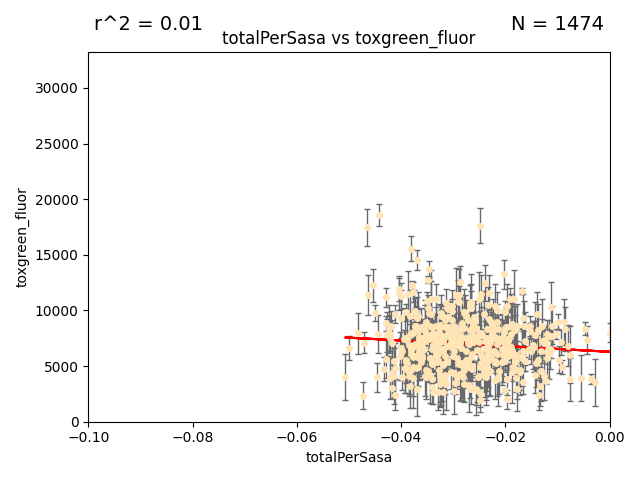 r^2 = 0.01
N = 1474
totalPerSasa vs toxgreen_fluor
toxgreen_fluor
30000
25000
20000
15000
10000
5000
0
−0.10
−0.08
−0.06
−0.04
−0.02
0.00
totalPerSasa